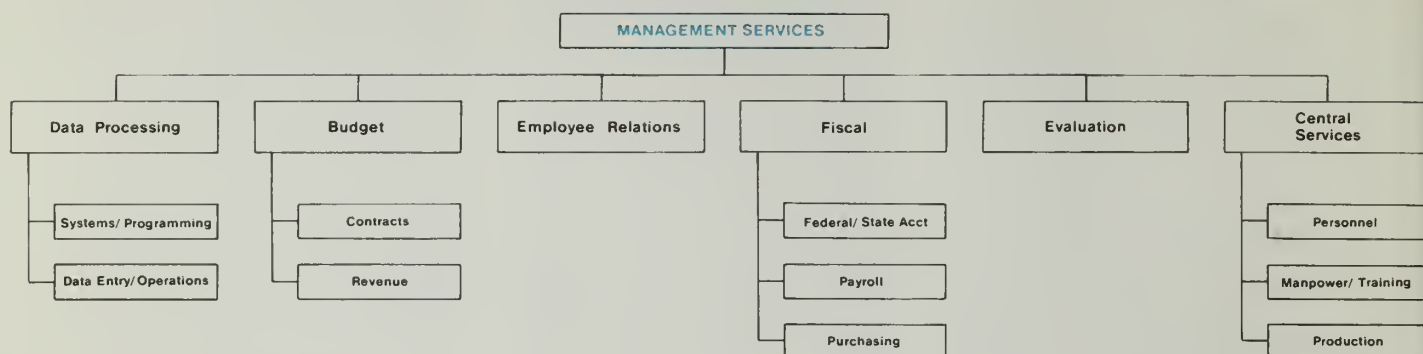 MANAGEMENT SERVICES
Data Processing
Budget
Employee Relations
Fiscal
Evaluation
Central
Services
Systems/ Programming
Contracts
Federal/ State Acct
Personnel
Data Entry/Operations
Revenue
Payroll
Manpower/ Training
Purchasing
Production